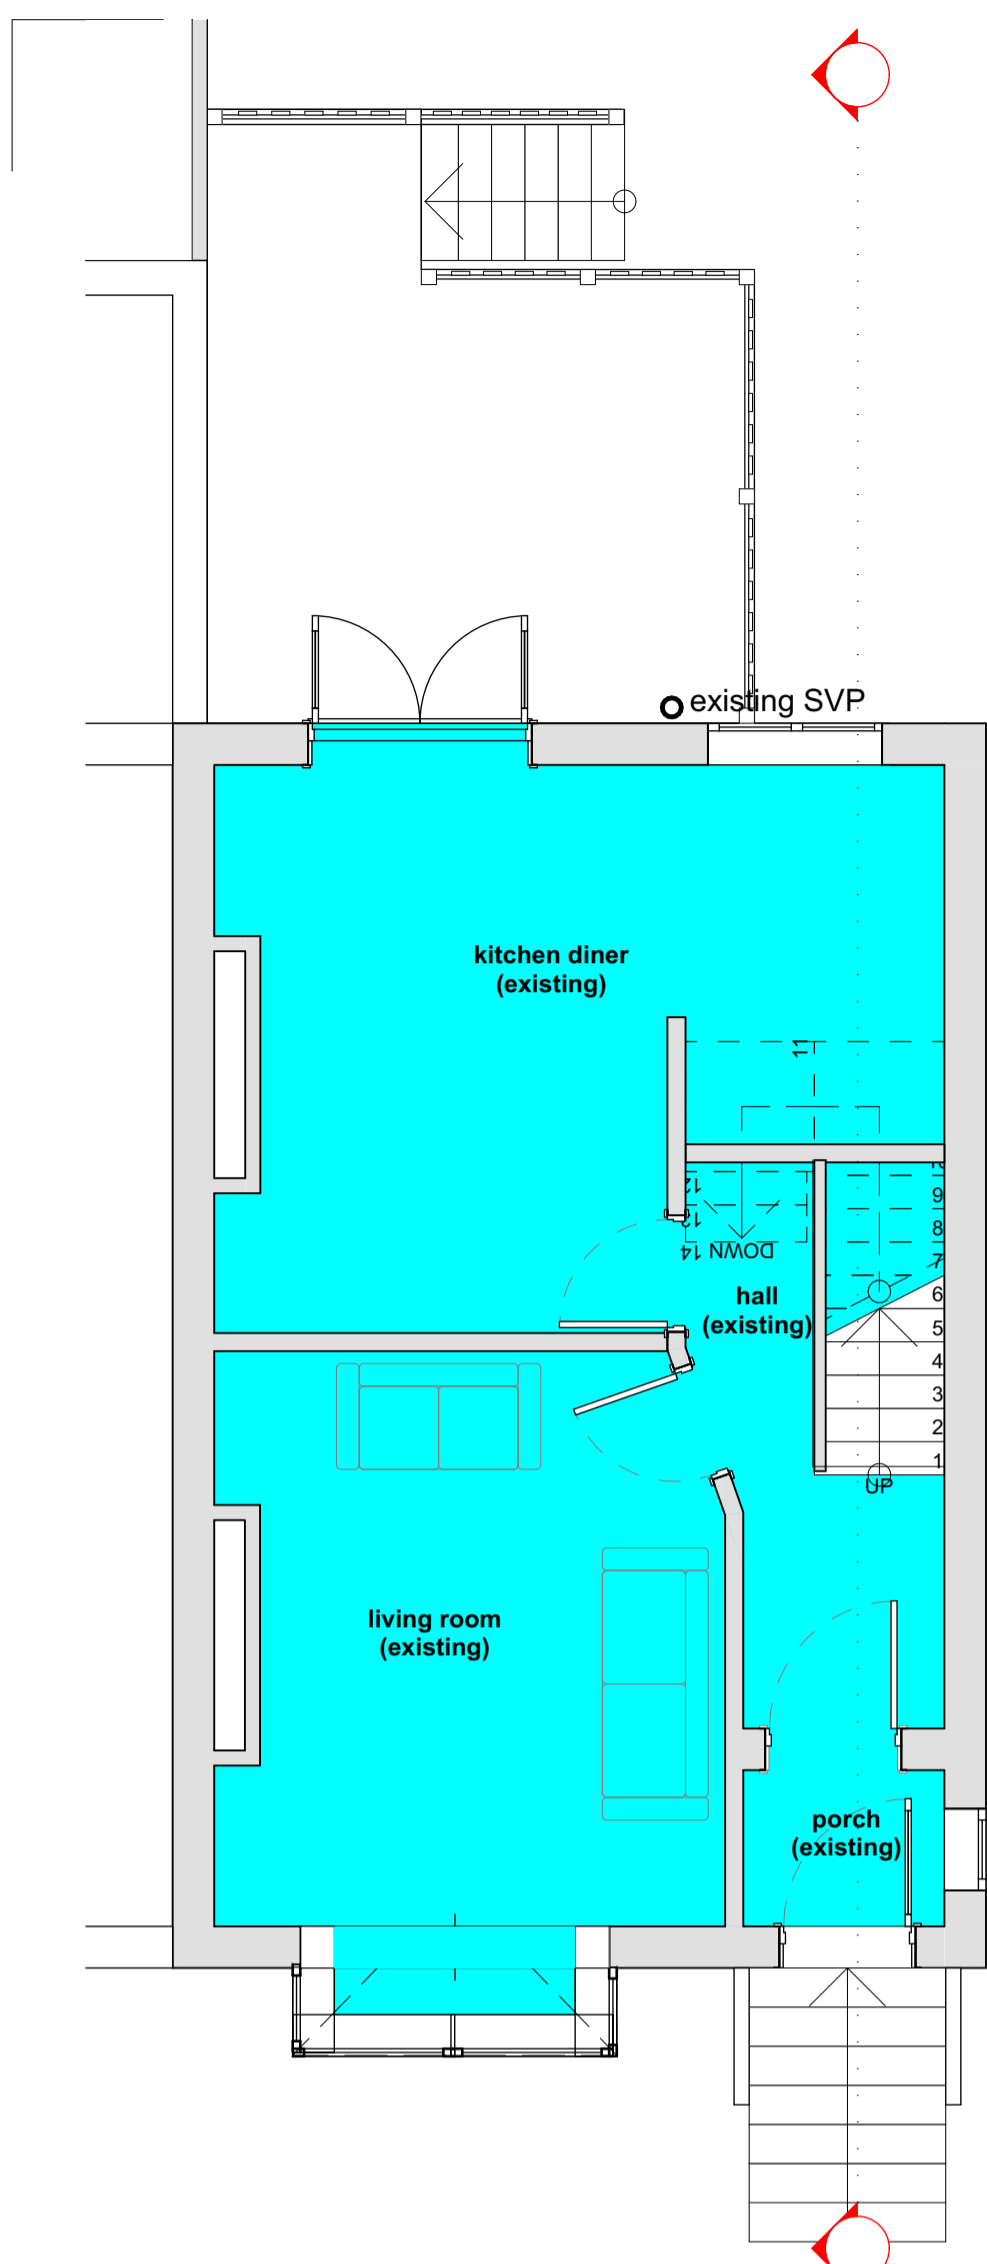 existing SVP
kitchen diner
(existing)
11
12
13
DOWN 14
hall
(existing)
9
8
7
6
5
4
3
2
1
UP
living room
(existing)
porch
(existing)